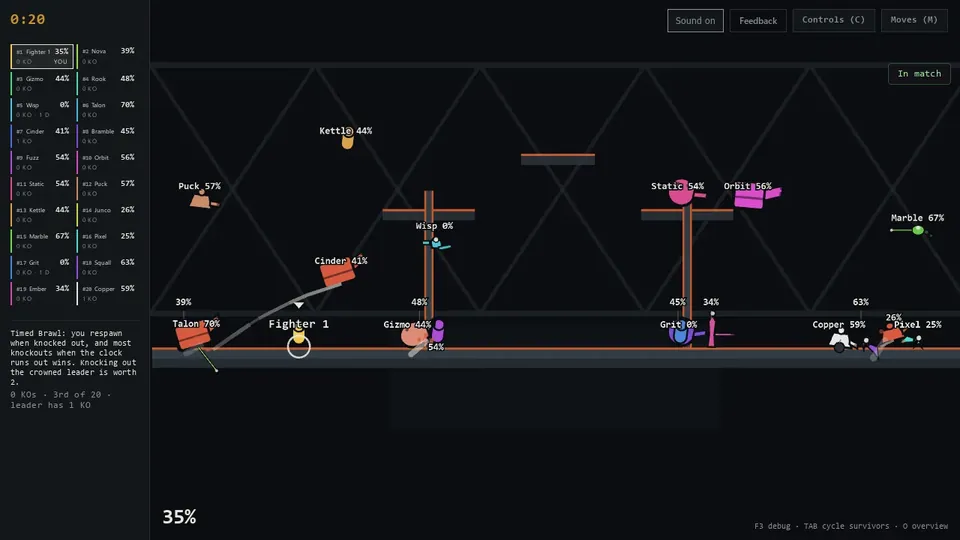 0:20
Sound on
Feedback
Controls (C)
Moves (M)
In match
#1 Fighter 1 35%
0 KO YOU
#2 Nova 39%
0 KO
#3 Gizmo 44%
0 KO
#4 Rook 48%
0 KO
#5 Wisp 0%
0 KO · 1 D
#6 Talon 70%
0 KO
#7 Cinder 41%
1 KO
#8 Bramble 45%
0 KO
#9 Fuzz 54%
0 KO
#10 Orbit 56%
0 KO
#11 Static 54%
0 KO
#12 Puck 57%
0 KO
#13 Kettle 44%
0 KO
#14 Junco 26%
0 KO
#15 Marble 67%
0 KO
#16 Pixel 25%
0 KO
#17 Grit 0%
0 KO · 1 D
#18 Squall 63%
0 KO
#19 Ember 34%
0 KO
#20 Copper 59%
1 KO
Timed Brawl: you respawn
when knocked out, and most
knockouts when the clock
runs out wins. Knocking out
the crowned leader is worth
2.
0 KOs · 3rd of 20 ·
leader has 1 KO
Kettle 44%
Puck 57%
Static 54%
Orbit 56%
Marble 67%
Wisp 0%
Cinder 41%
39%
48%
45%
34%
63%
Talon 70%
Fighter 1
Gizmo 44%
54%
Grit 0%
Copper 59%
26%
Pixel 25%
35%
F3 debug · TAB cycle survivors · O overview